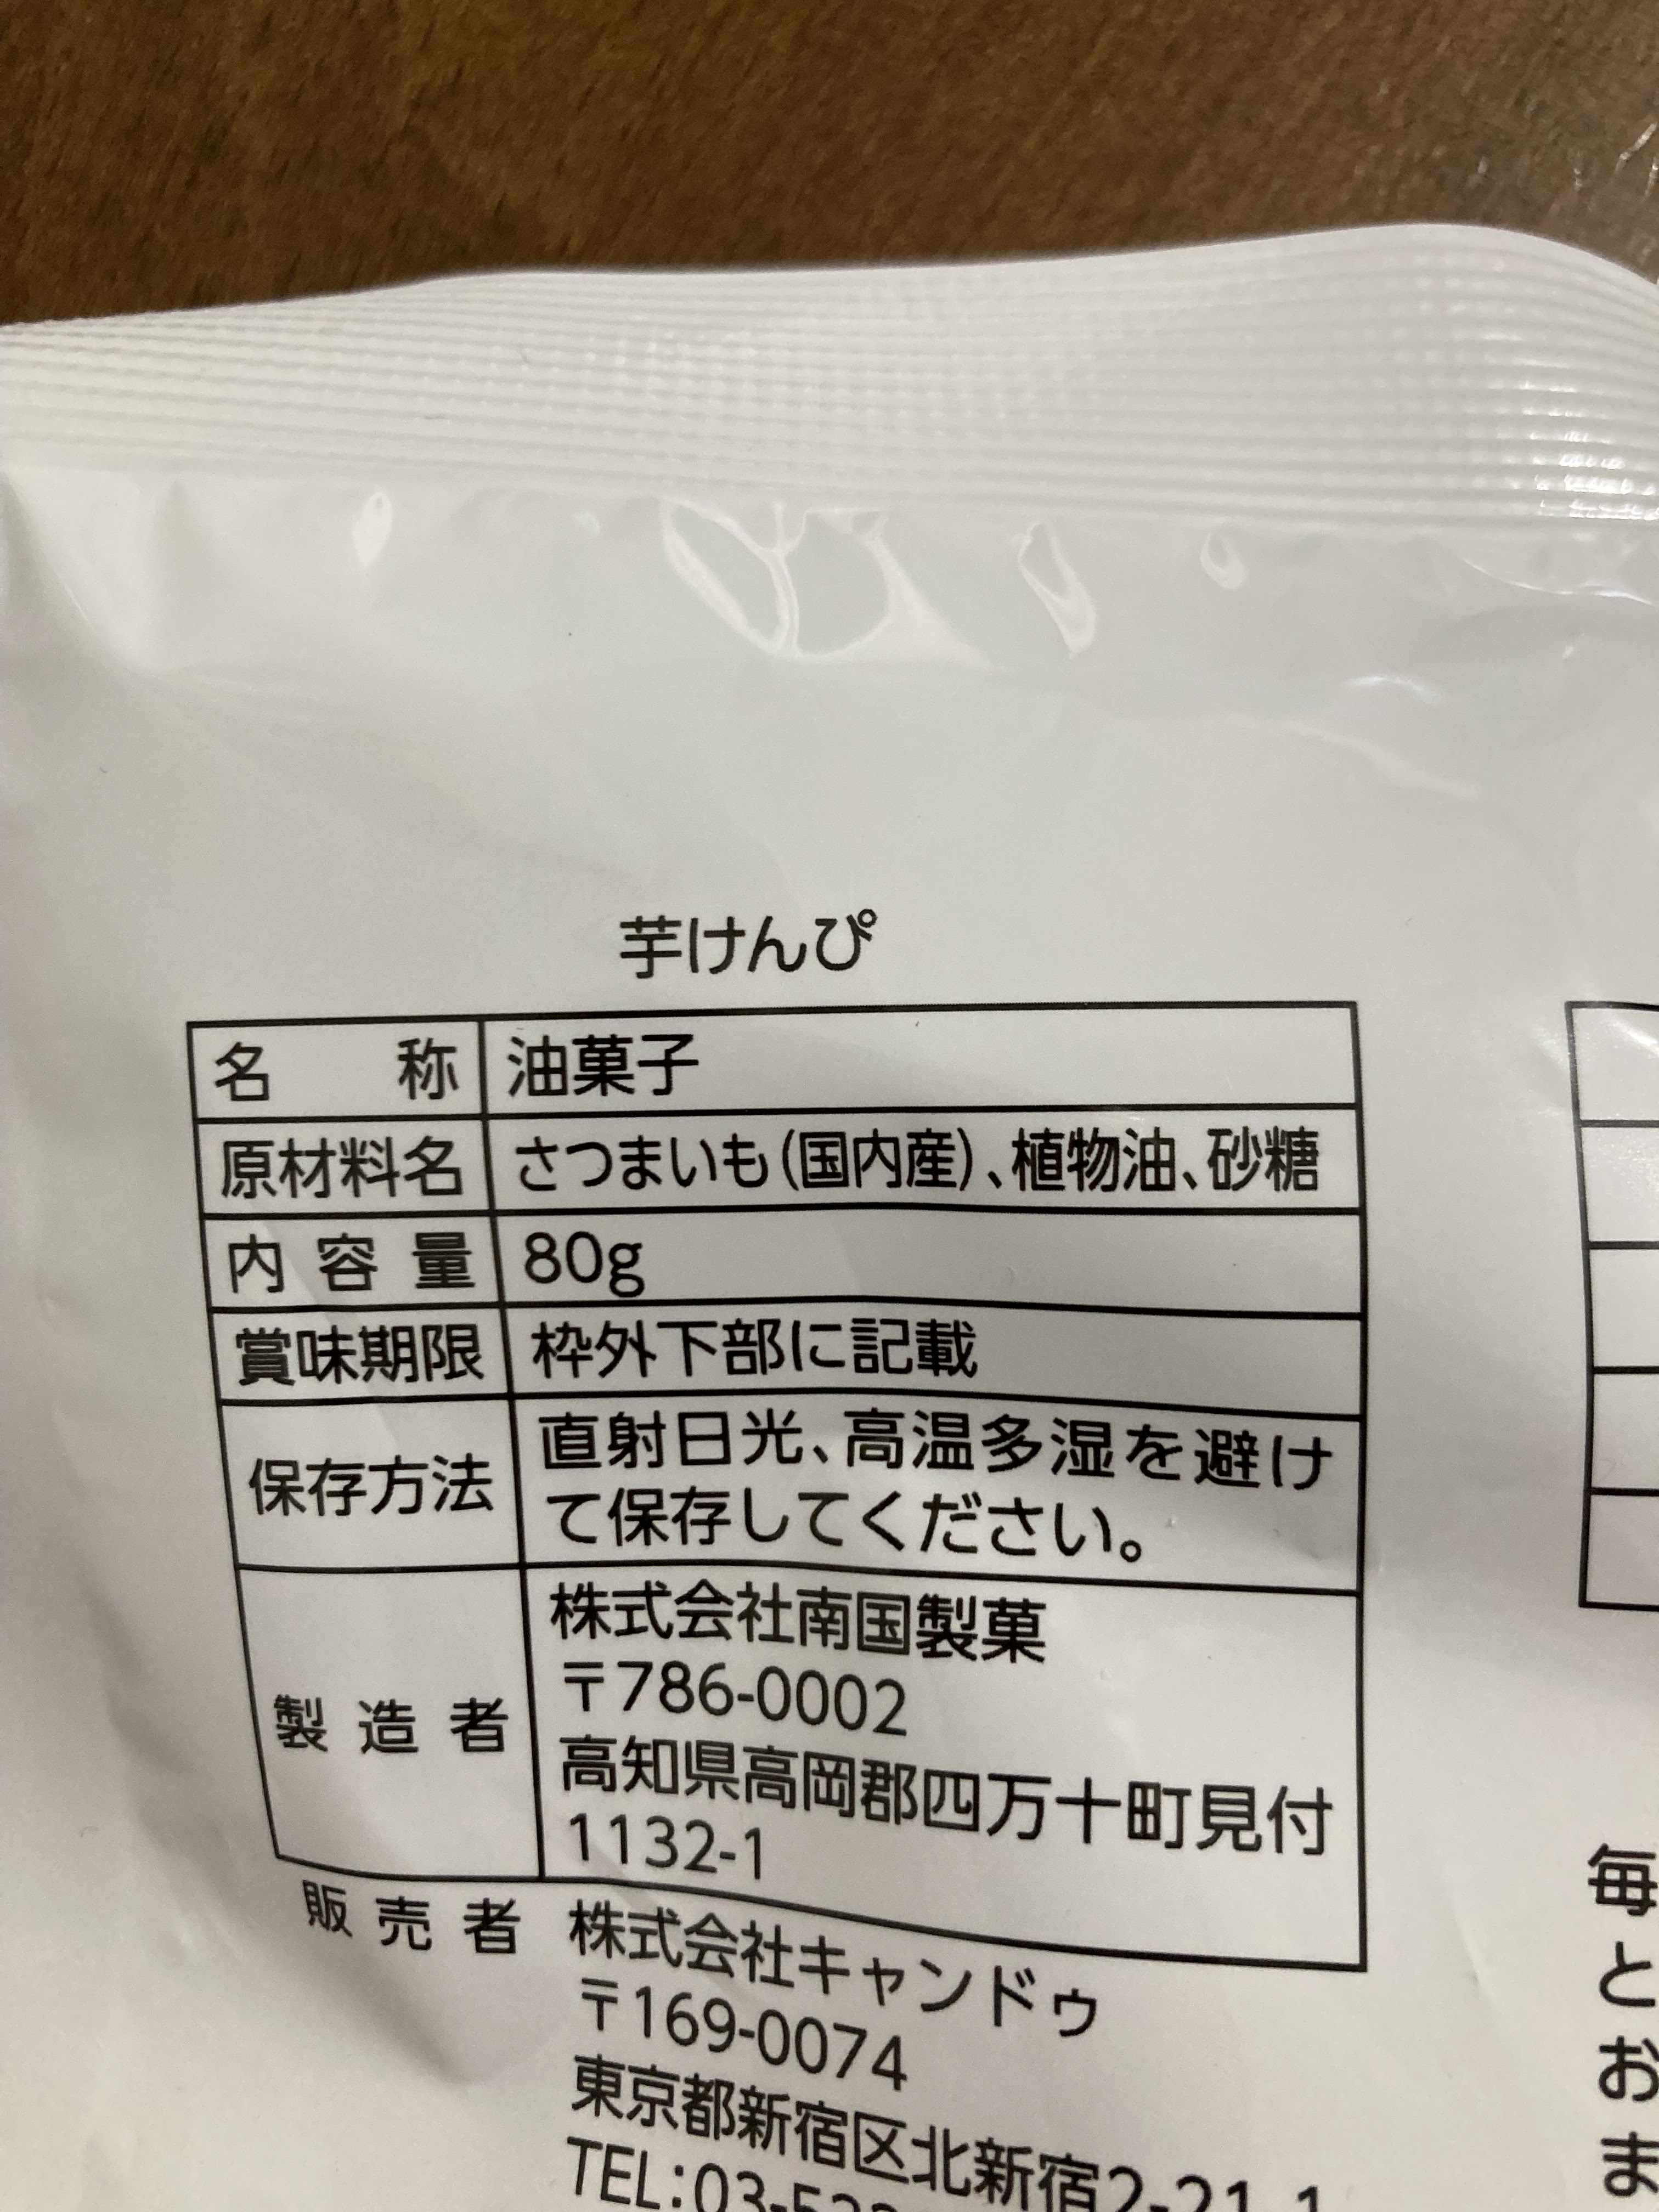 芋けんぴ
名　称　油菓子
原材料名　さつまいも(国内産)、植物油、砂糖
内容量　80g
賞味期限　枠外下部に記載
保存方法　直射日光、高温多湿を避け
て保存してください。
株式会社南国製菓
〒786-0002
製造者　高知県高岡郡四万十町見付
1132-1
販売者　株式会社キャンドゥ
〒169-0074
東京都新宿区北新宿2-21-1
TEL:03-5
毎
と
お
ま